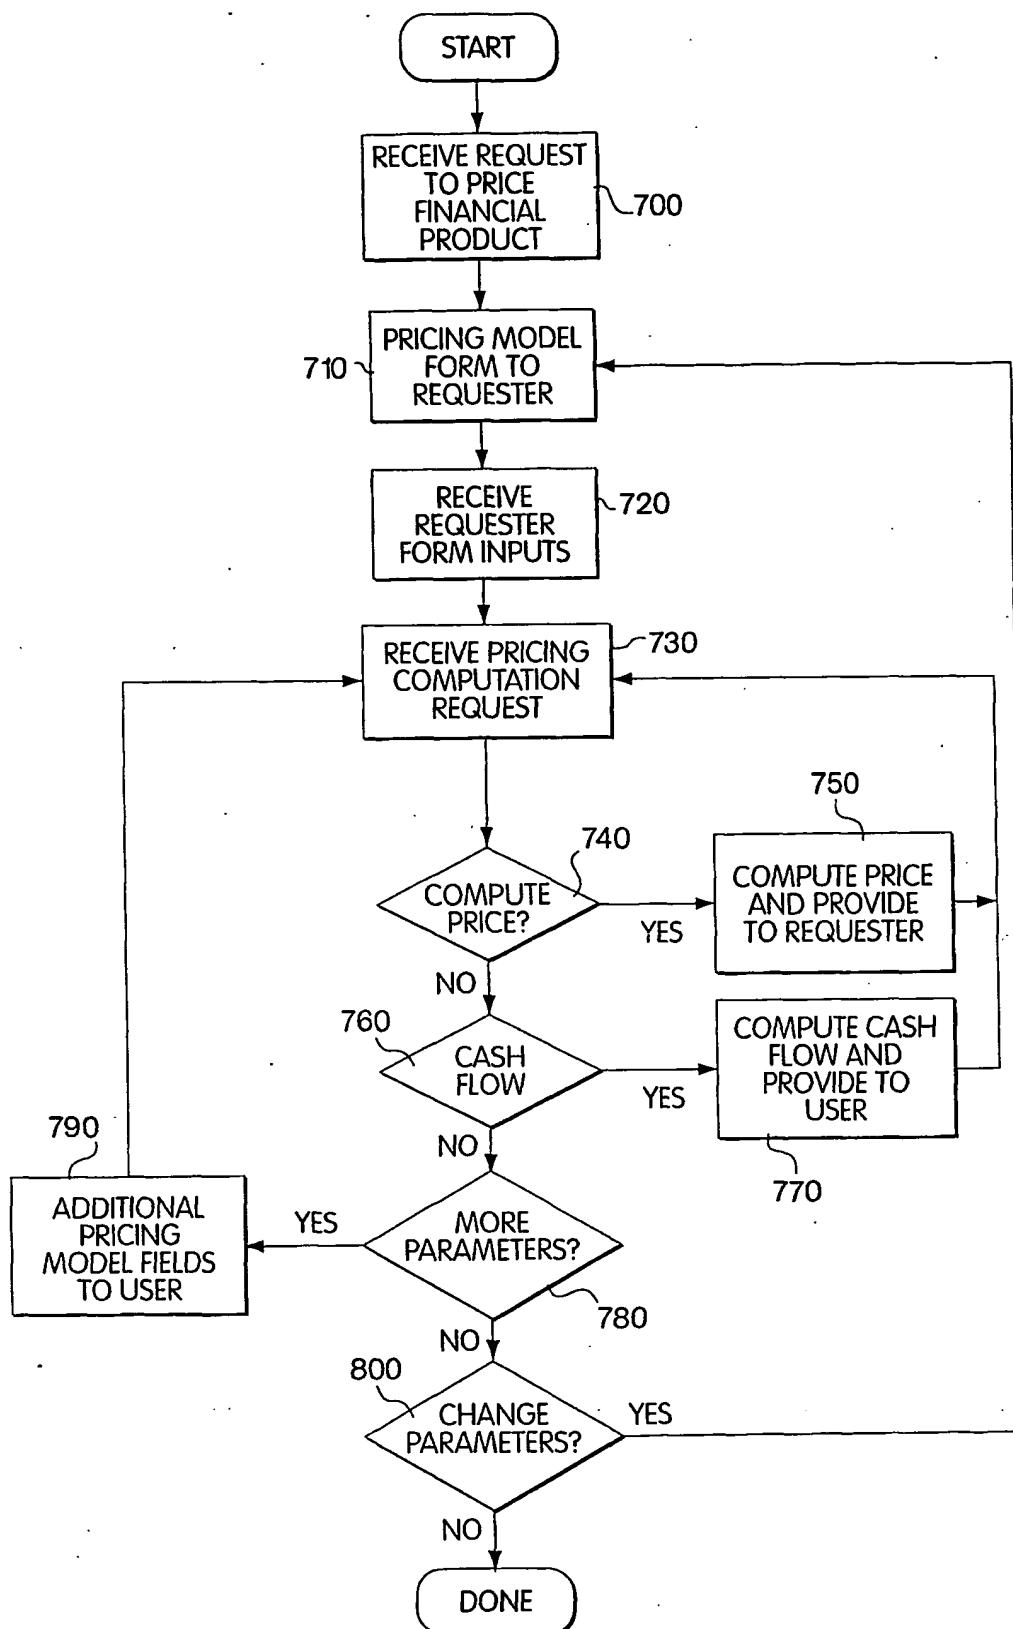 START
RECEIVE REQUEST
TO PRICE
FINANCIAL
PRODUCT
700
PRICING MODEL
FORM TO
REQUESTER
710
RECEIVE
REQUESTER
FORM INPUTS
720
RECEIVE PRICING
COMPUTATION
REQUEST
730
COMPUTE
PRICE?
740
YES
NO
750
COMPUTE PRICE
AND PROVIDE
TO REQUESTER
760
CASH
FLOW
YES
NO
COMPUTE CASH
FLOW AND
PROVIDE TO
USER
770
790
ADDITIONAL
PRICING
MODEL FIELDS
TO USER
YES
MORE
PARAMETERS?
780
NO
800
CHANGE
PARAMETERS?
YES
NO
DONE